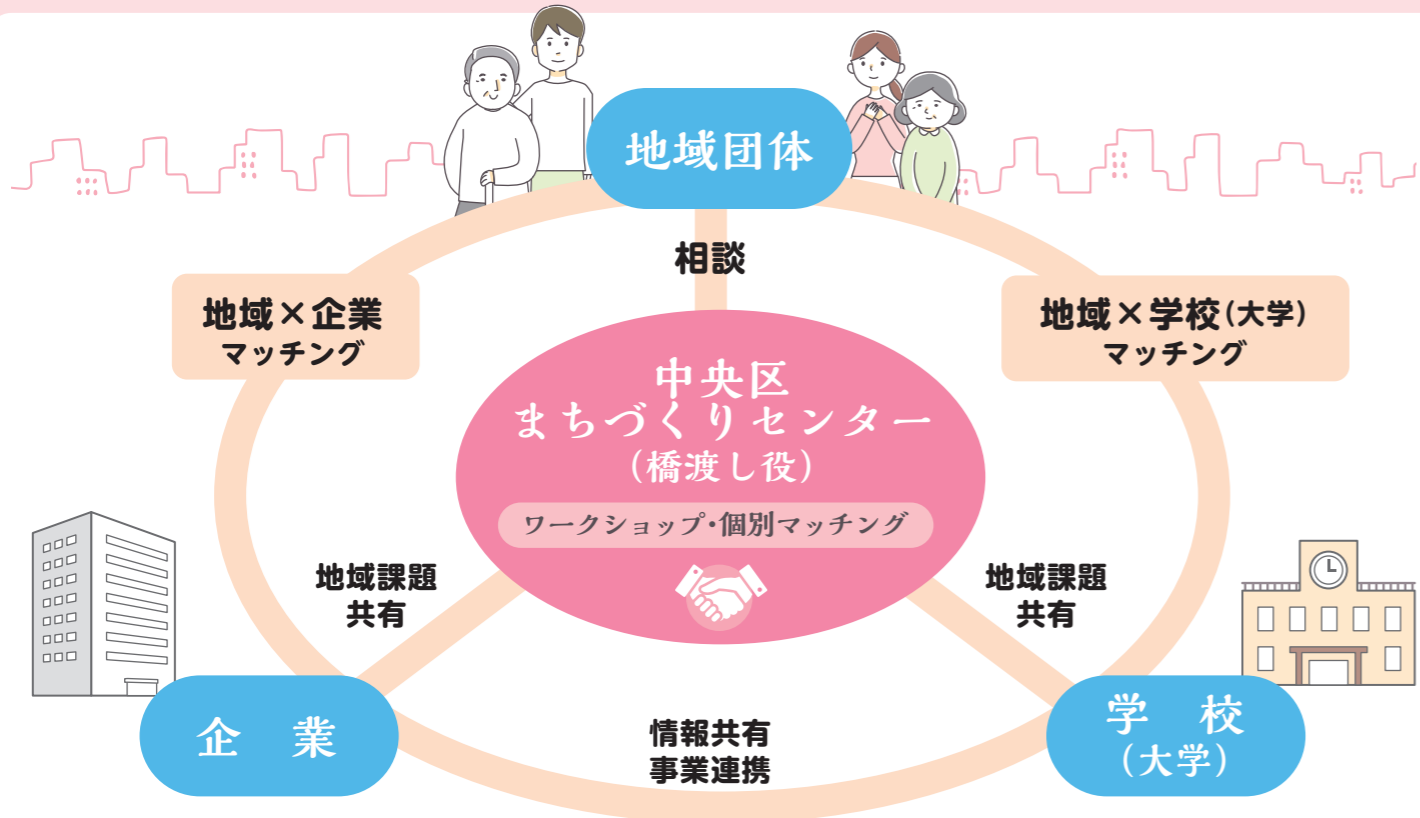 地域団体
相談
地域×企業
マッチング
地域×学校(大学)
マッチング
中央区
まちづくりセンター
(橋渡し役)
ワークショップ・個別マッチング
地域課題
共有
地域課題
共有
企 業
情報共有
事業連携
学 校
(大学)